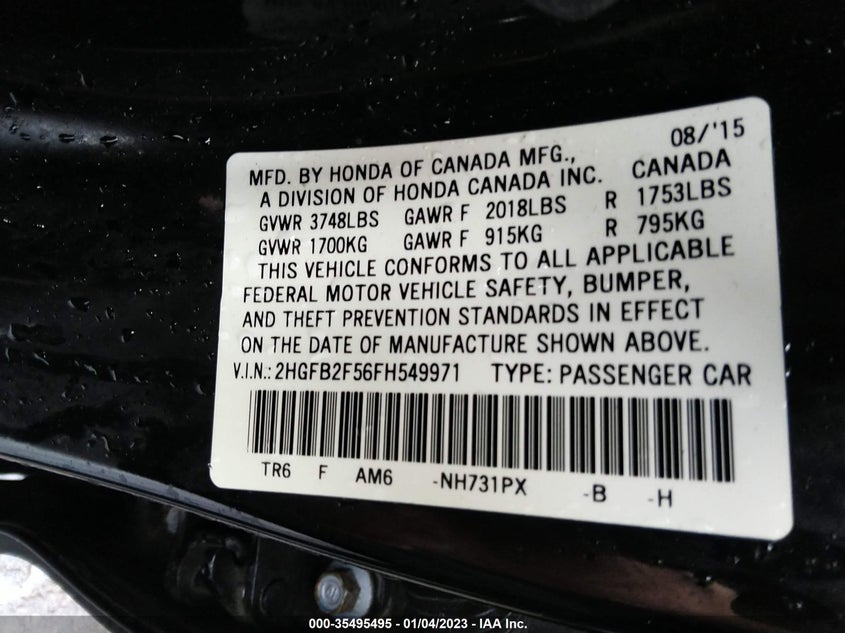 08/'15
MFD. BY HONDA OF CANADA MFG., CANADA
A DIVISION OF HONDA CANADA INC.
GVWR 3748LBS GAWR F 2018LBS R 1753LBS
GVWR 1700KG GAWR F 915KG R 795KG
THIS VEHICLE CONFORMS TO ALL APPLICABLE
FEDERAL MOTOR VEHICLE SAFETY, BUMPER,
AND THEFT PREVENTION STANDARDS IN EFFECT
ON THE DATE OF MANUFACTURE SHOWN ABOVE.
V.I.N.: 2HGFB2F56FH549971 TYPE: PASSENGER CAR
TR6 F AM6 -NH731PX -B -H
000-35495495 - 01/04/2023 - IAA Inc.